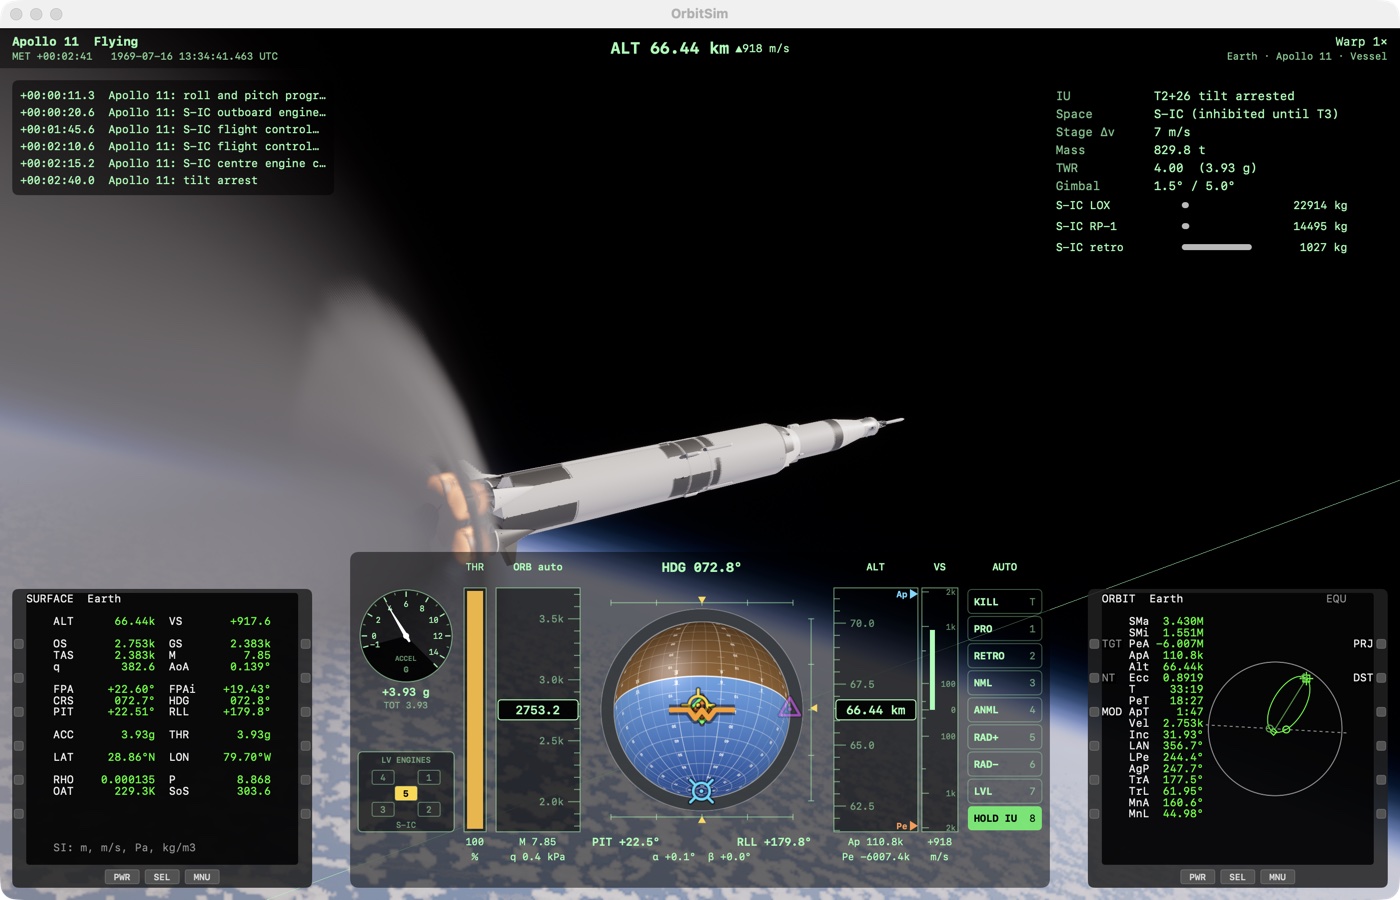 OrbitSim
Apollo 11 Flying
MET +00:02:41 1969-07-16 13:34:41.463 UTC
ALT 66.44 km ▲918 m/s
Warp 1×
Earth · Apollo 11 · Vessel
+00:00:11.3 Apollo 11: roll and pitch progr…
+00:00:20.6 Apollo 11: S-IC outboard engine…
+00:01:45.6 Apollo 11: S-IC flight control…
+00:02:10.6 Apollo 11: S-IC flight control…
+00:02:15.2 Apollo 11: S-IC centre engine c…
+00:02:40.0 Apollo 11: tilt arrest
IU T2+26 tilt arrested
Space S-IC (inhibited until T3)
Stage Δv 7 m/s
Mass 829.8 t
TWR 4.00 (3.93 g)
Gimbal 1.5° / 5.0°
S-IC LOX 22914 kg
S-IC RP-1 14495 kg
S-IC retro 1027 kg
SURFACE Earth
ALT 66.44k VS +917.6
OS 2.753k GS 2.383k
TAS 2.383k M 7.85
q 382.6 AoA 0.139°
FPA +22.60° FPAi +19.43°
CRS 072.7° HDG 072.8°
PIT +22.51° RLL +179.8°
ACC 3.93g THR 3.93g
LAT 28.86°N LON 79.70°W
RHO 0.000135 P 8.868
OAT 229.3K SoS 303.6
SI: m, m/s, Pa, kg/m3
PWR SEL MNU
THR ORB auto HDG 072.8° ALT VS AUTO
-1 0 2 4 6 8 10 12 14
ACCEL
G
+3.93 g
TOT 3.93
LV ENGINES
4 1
5
3 2
S-IC
100
%
3.5k
3.0k
2753.2
2.5k
2.0k
M 7.85
q 0.4 kPa
PIT +22.5° RLL +179.8°
α +0.1° β +0.0°
Ap
70.0
67.5
66.44 km
65.0
62.5
Pe
Ap 110.8k
Pe -6007.4k
2k
1k
100
0
100
1k
2k
+918
m/s
KILL T
PRO 1
RETRO 2
NML 3
ANML 4
RAD+ 5
RAD- 6
LVL 7
HOLD IU 8
ORBIT Earth EQU
SMa 3.430M
SMi 1.551M
TGT PeA -6.007M PRJ
ApA 110.8k
Alt 66.44k
NT Ecc 0.8919 DST
T 33:19
PeT 18:27
MOD ApT 1:47
Vel 2.753k
Inc 31.93°
LAN 356.7°
LPe 244.4°
AgP 247.7°
TrA 177.5°
TrL 61.95°
MnA 160.6°
MnL 44.98°
PWR SEL MNU